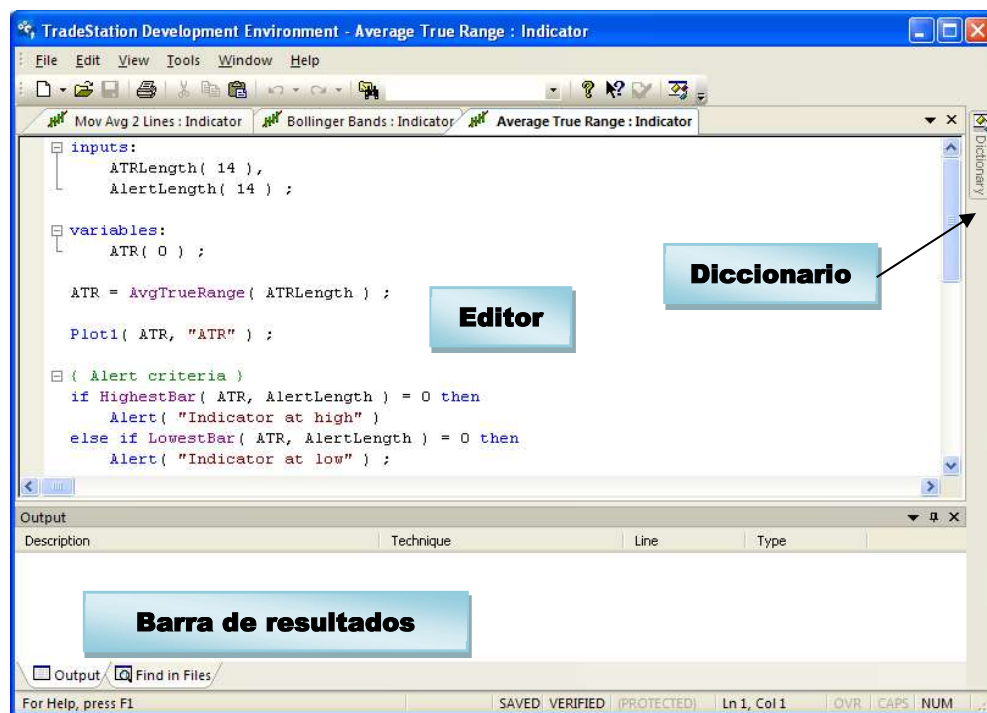 TradeStation Development Environment - Average True Range : Indicator
File Edit View Tools Window Help
Mov Avg 2 Lines : Indicator Bollinger Bands : Indicator Average True Range : Indicator
Dictionary
inputs:
ATRLength( 14 ),
AlertLength( 14 ) ;
variables:
ATR( 0 ) ;
Diccionario
ATR = AvgTrueRange( ATRLength ) ;
Editor
Plot1( ATR, "ATR" ) ;
{ Alert criteria }
if HighestBar( ATR, AlertLength ) = 0 then
Alert( "Indicator at high" )
else if LowestBar( ATR, AlertLength ) = 0 then
Alert( "Indicator at low" ) ;
Output
Description Technique Line Type
Barra de resultados
Output Find in Files
For Help, press F1 SAVED VERIFIED (PROTECTED) Ln 1, Col 1 OVR CAPS NUM